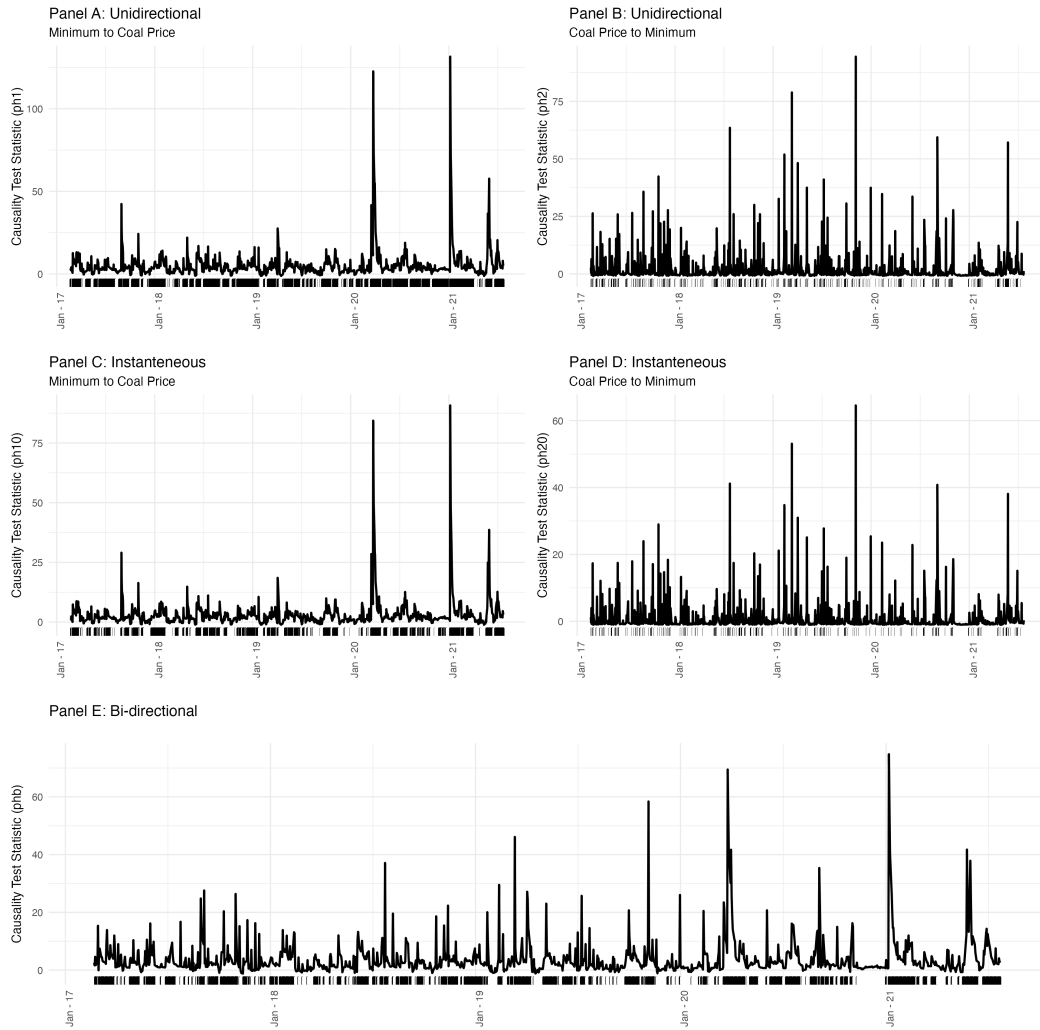 Panel A: Unidirectional
Minimum to Coal Price
Causality Test Statistic (ph1)
100
50
0
Jan - 17
Jan - 18
Jan - 19
Jan - 20
Jan - 21
Panel B: Unidirectional
Coal Price to Minimum
Causality Test Statistic (ph2)
75
50
25
0
Jan - 17
Jan - 18
Jan - 19
Jan - 20
Jan - 21
Panel C: Instanteneous
Minimum to Coal Price
Causality Test Statistic (ph10)
75
50
25
0
Jan - 17
Jan - 18
Jan - 19
Jan - 20
Jan - 21
Panel D: Instanteneous
Coal Price to Minimum
Causality Test Statistic (ph20)
60
40
20
0
Jan - 17
Jan - 18
Jan - 19
Jan - 20
Jan - 21
Panel E: Bi-directional
Causality Test Statistic (phb)
60
40
20
0
Jan - 17
Jan - 18
Jan - 19
Jan - 20
Jan - 21